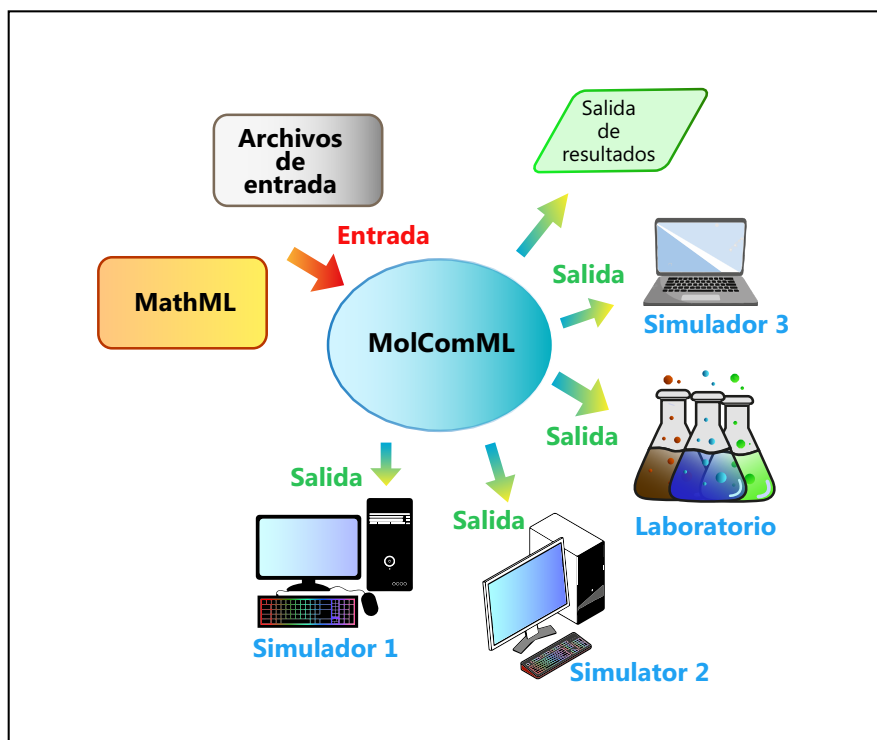 Salida
de
resultados
Archivos
de
entrada
Entrada
Salida
MathML
Simulador 3
MolComML
Salida
Salida
Salida
Laboratorio
Simulador 1
Simulator 2